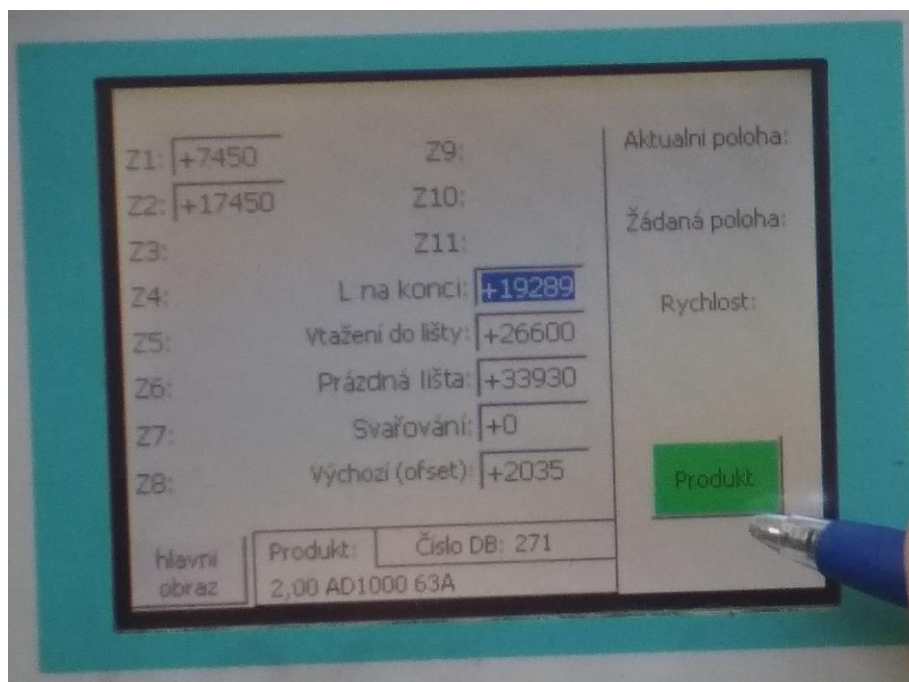 Z1: +7450
Z2: +17450
Z3:
Z4:
Z5:
Z6:
Z7:
Z8:
Z9:
Z10:
Z11:
L na konci: +19289
Vtažení do lišty: +26600
Prázdná lišta: +33930
Svařování: +0
Výchozí (ofset): +2035
Aktualni poloha:
Žádaná poloha:
Rychlost:
Produkt
hlavni
obraz
Produkt: Číslo DB: 271
2,00 AD1000 63A